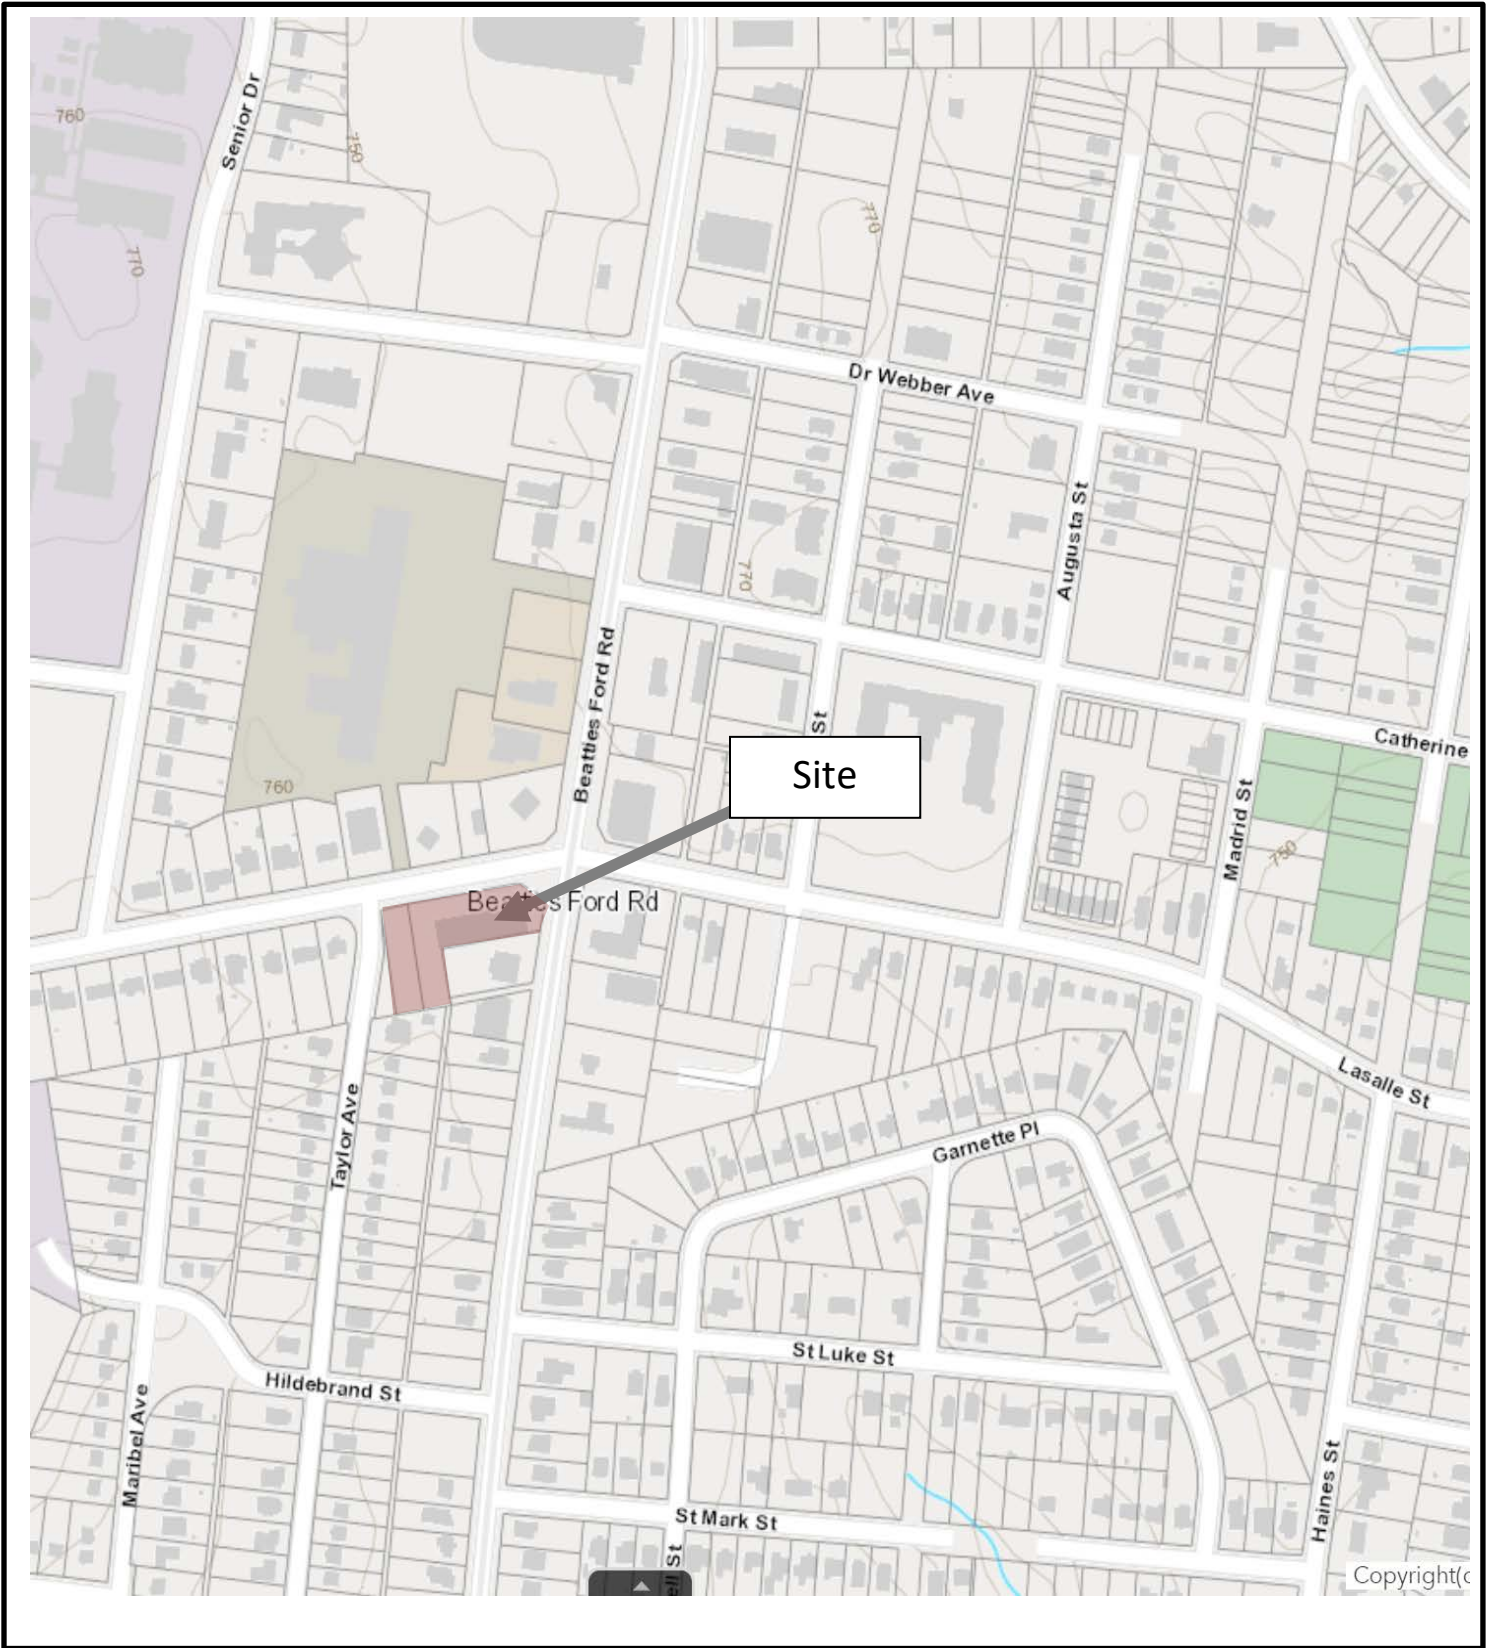 Senior Dr
760
750
770
770
Dr Webber Ave
Augusta St
770
Beatties Ford Rd
St
Site
Catherine
760
Madrid St
750
Beatties Ford Rd
Lasalle St
Taylor Ave
Garnette Pl
St Luke St
Hildebrand St
Maribel Ave
Haines St
St Mark St
ell St
Copyright(c